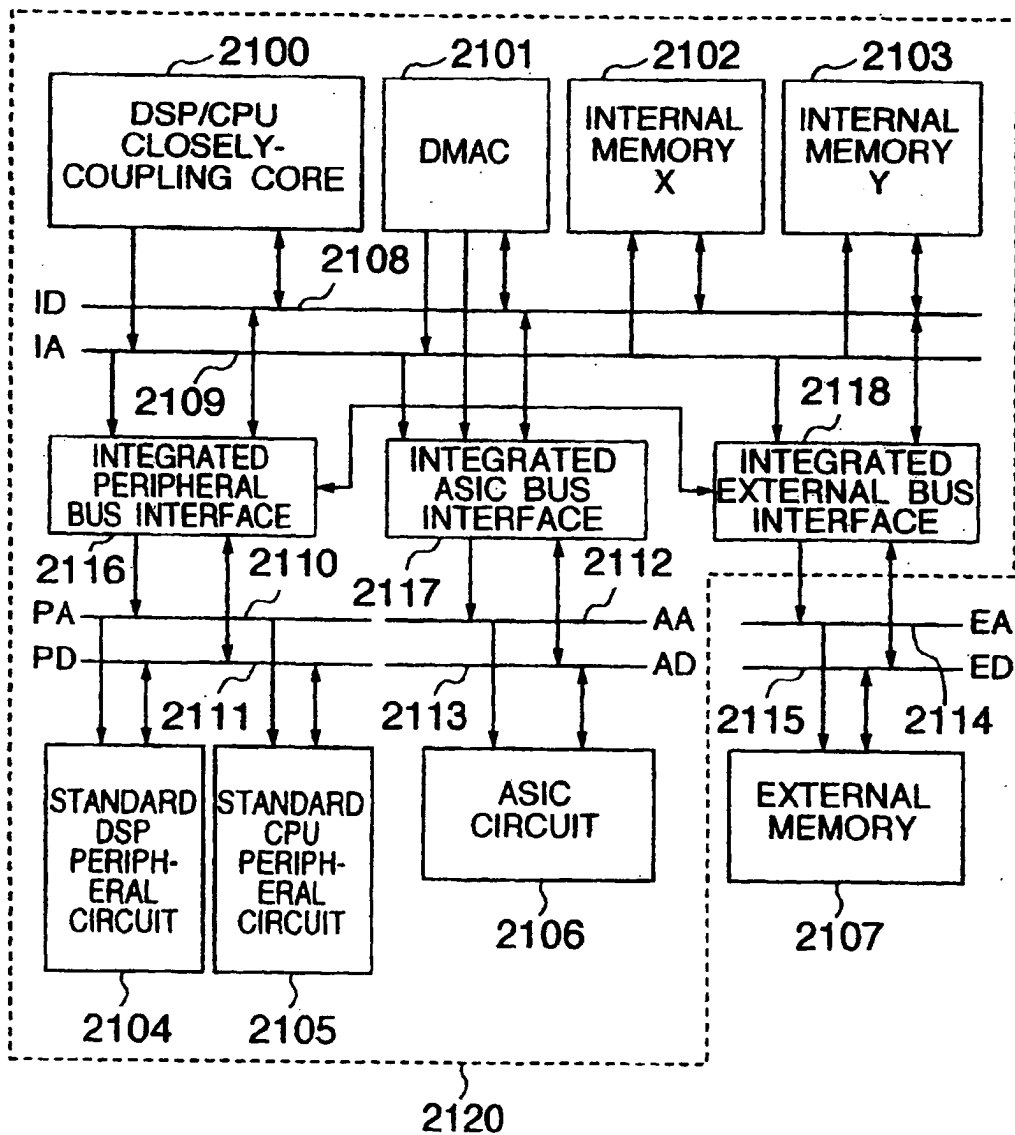 2100
2101
2102
2103
DSP/CPU
CLOSELY-
COUPLING CORE
DMAC
INTERNAL
MEMORY
X
INTERNAL
MEMORY
Y
2108
ID
IA
2109
2118
INTEGRATED
PERIPHERAL
BUS INTERFACE
INTEGRATED
ASIC BUS
INTERFACE
INTEGRATED
EXTERNAL BUS
INTERFACE
2116
2110
2117
2112
PA
AA
EA
PD
AD
ED
2111
2113
2115
2114
STANDARD
DSP
PERIPH-
ERAL
CIRCUIT
STANDARD
CPU
PERIPH-
ERAL
CIRCUIT
ASIC
CIRCUIT
EXTERNAL
MEMORY
2106
2107
2104
2105
2120